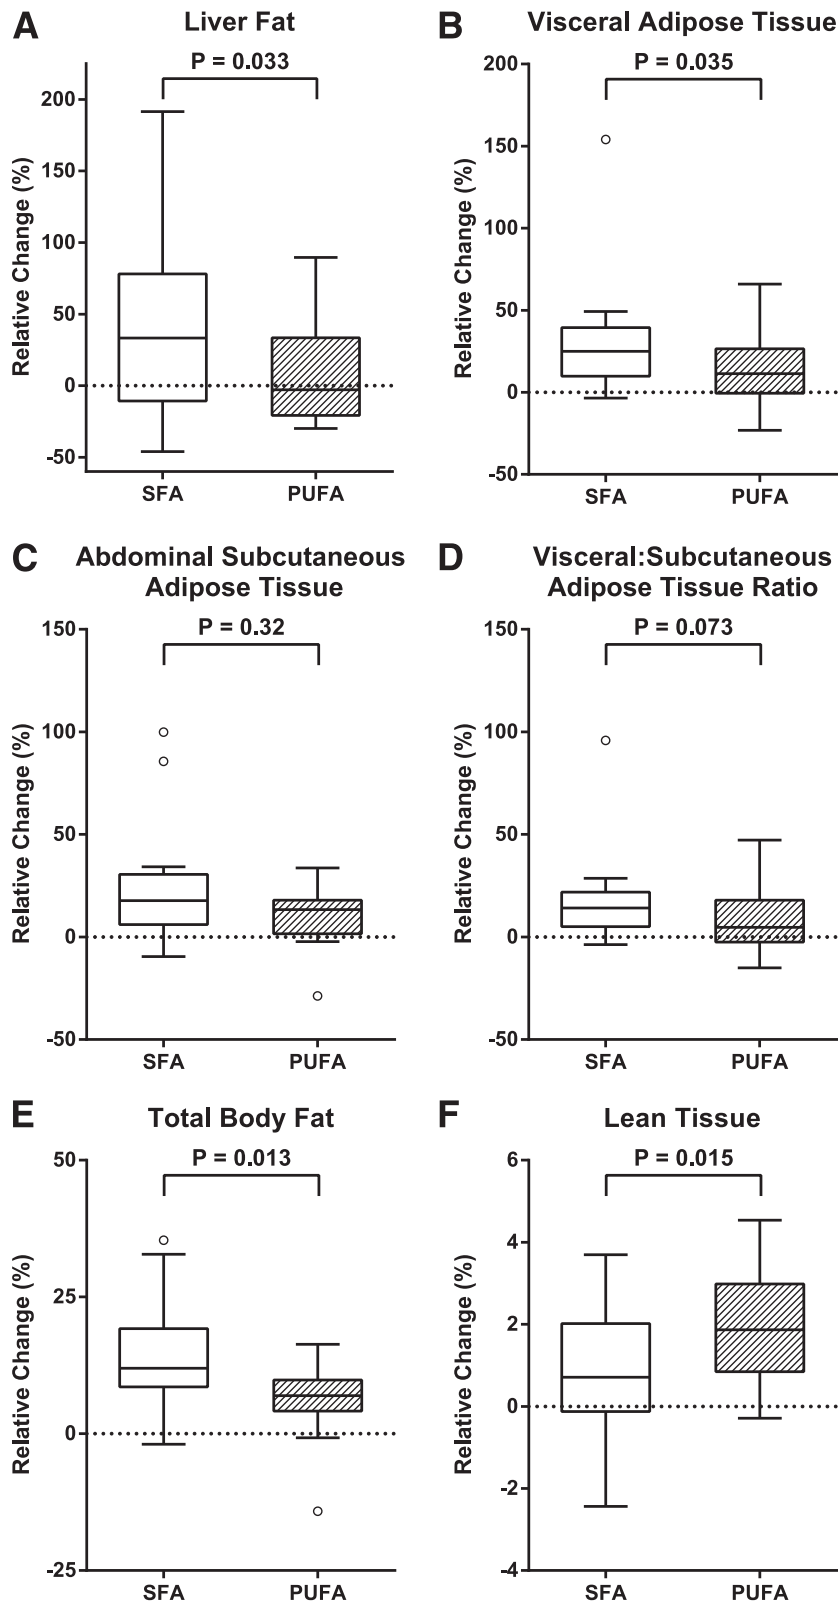 A
Liver Fat
P = 0.033
Relative Change (%)
200
150
100
50
0
-50
SFA
PUFA
B
Visceral Adipose Tissue
P = 0.035
Relative Change (%)
200
150
100
50
0
-50
SFA
PUFA
C
Abdominal Subcutaneous
Adipose Tissue
P = 0.32
Relative Change (%)
150
100
50
0
-50
SFA
PUFA
D
Visceral:Subcutaneous
Adipose Tissue Ratio
P = 0.073
Relative Change (%)
150
100
50
0
-50
SFA
PUFA
E
Total Body Fat
P = 0.013
Relative Change (%)
50
25
0
-25
SFA
PUFA
F
Lean Tissue
P = 0.015
Relative Change (%)
6
4
2
0
-2
-4
SFA
PUFA